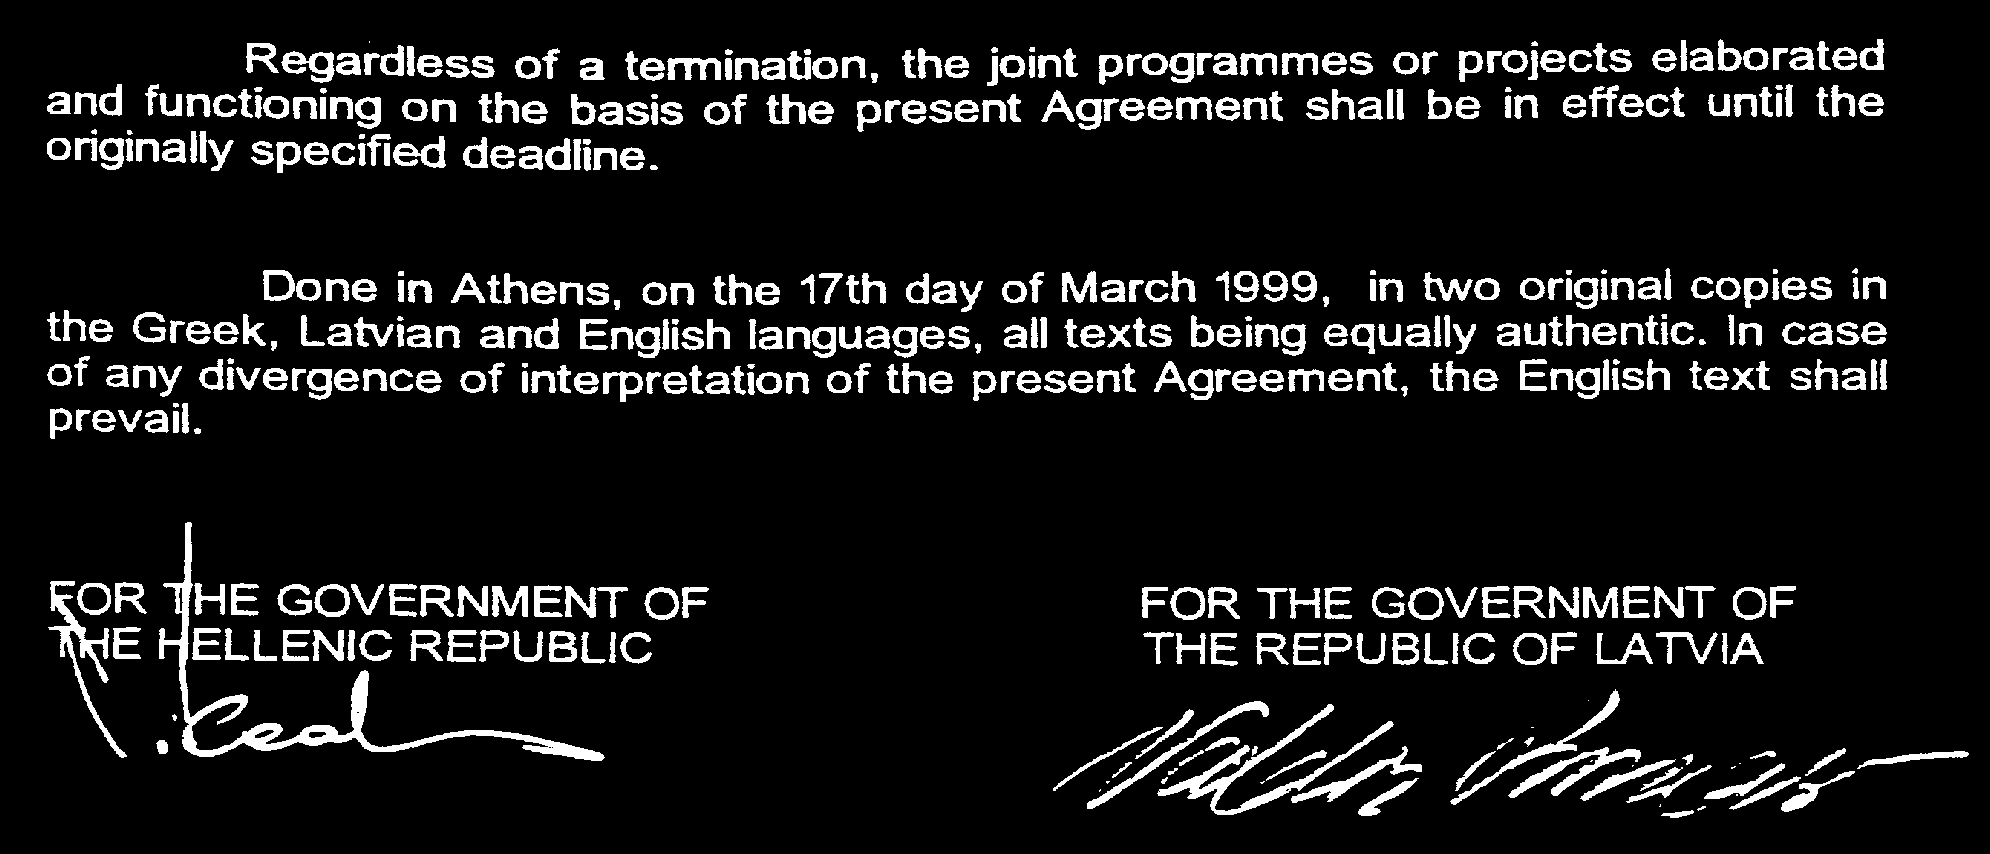 Regardless of a termination, the joint programmes or projects elaborated
and functioning on the basis of the present Agreement shall be in effect until the
originally specified deadline.
Done in Athens, on the 17th day of March 1999, in two original copies in
the Greek, Latvian and English languages, all texts being equally authentic. In case
of any divergence of interpretation of the present Agreement, the English text shall
prevail.
FOR THE GOVERNMENT OF
THE HELLENIC REPUBLIC
FOR THE GOVERNMENT OF
THE REPUBLIC OF LATVIA